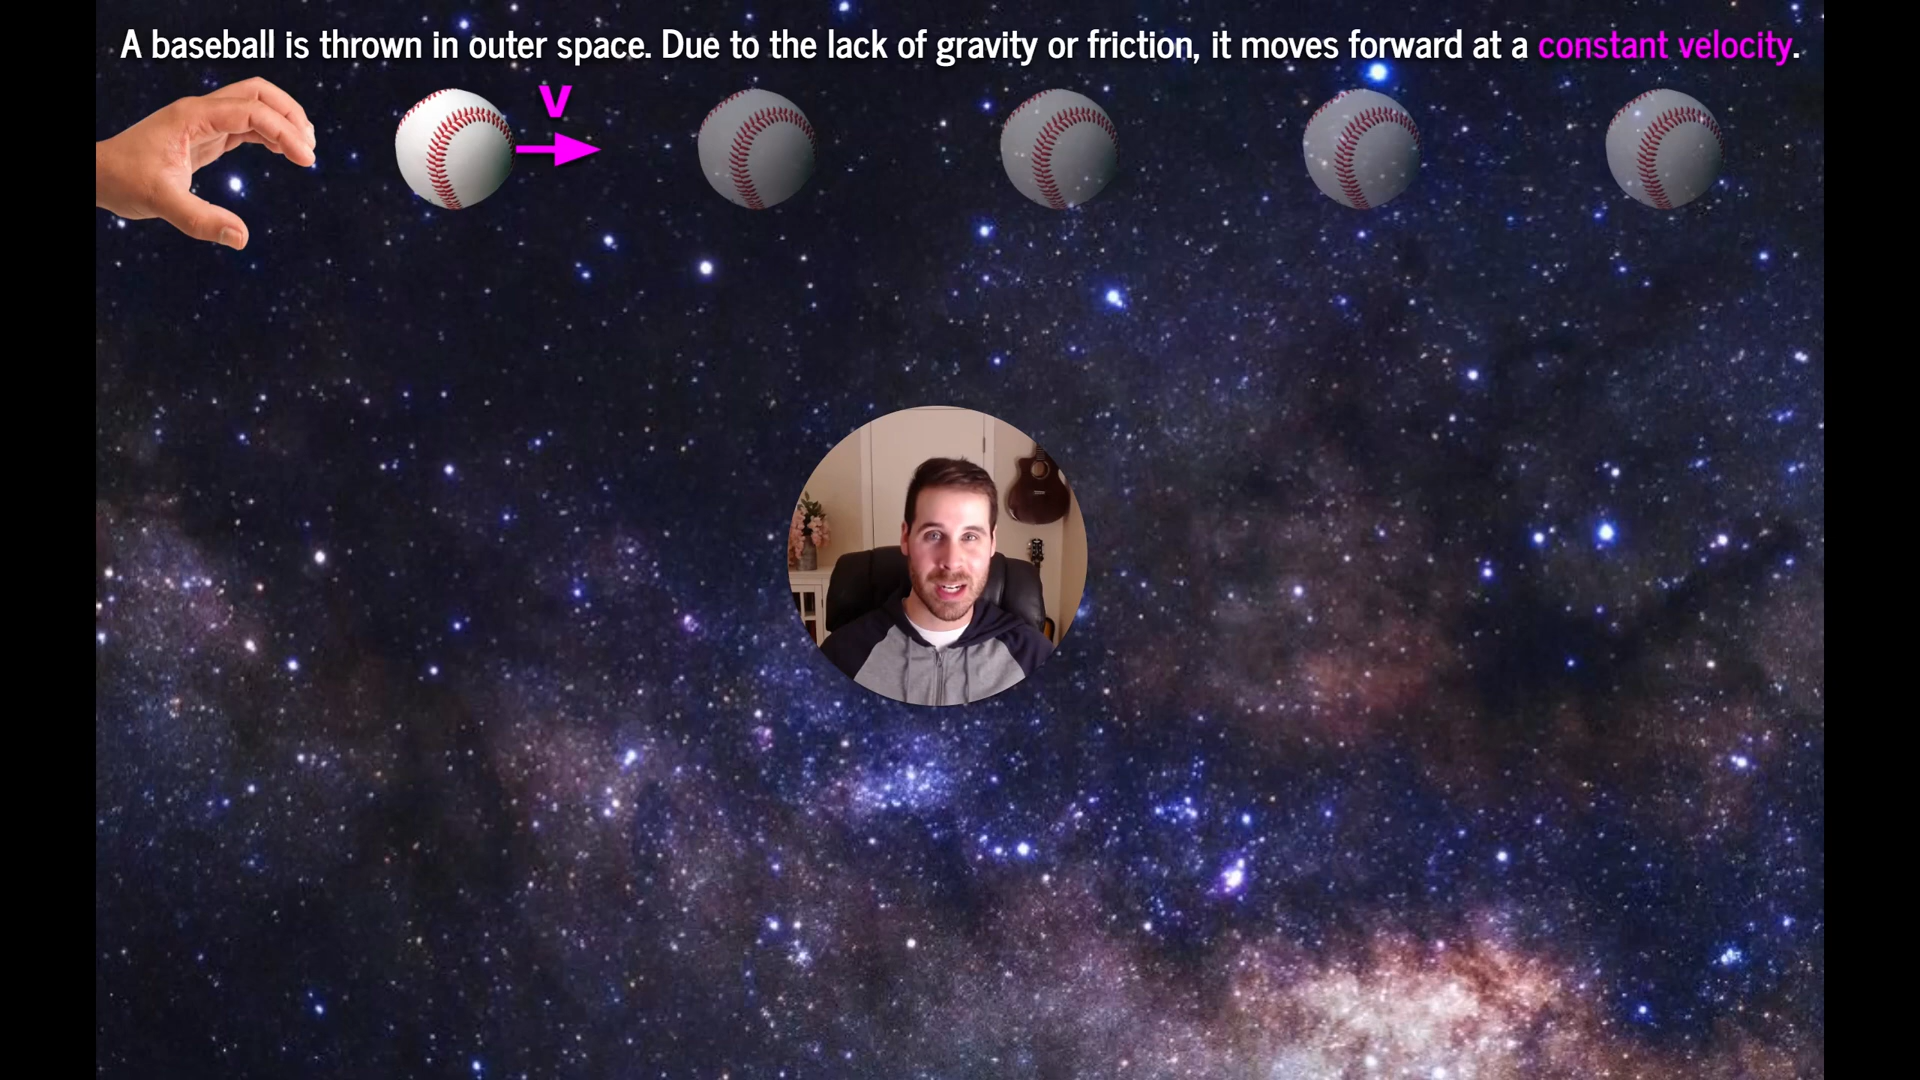 A baseball is thrown in outer space. Due to the lack of gravity or friction, it moves forward at a constant velocity.
v